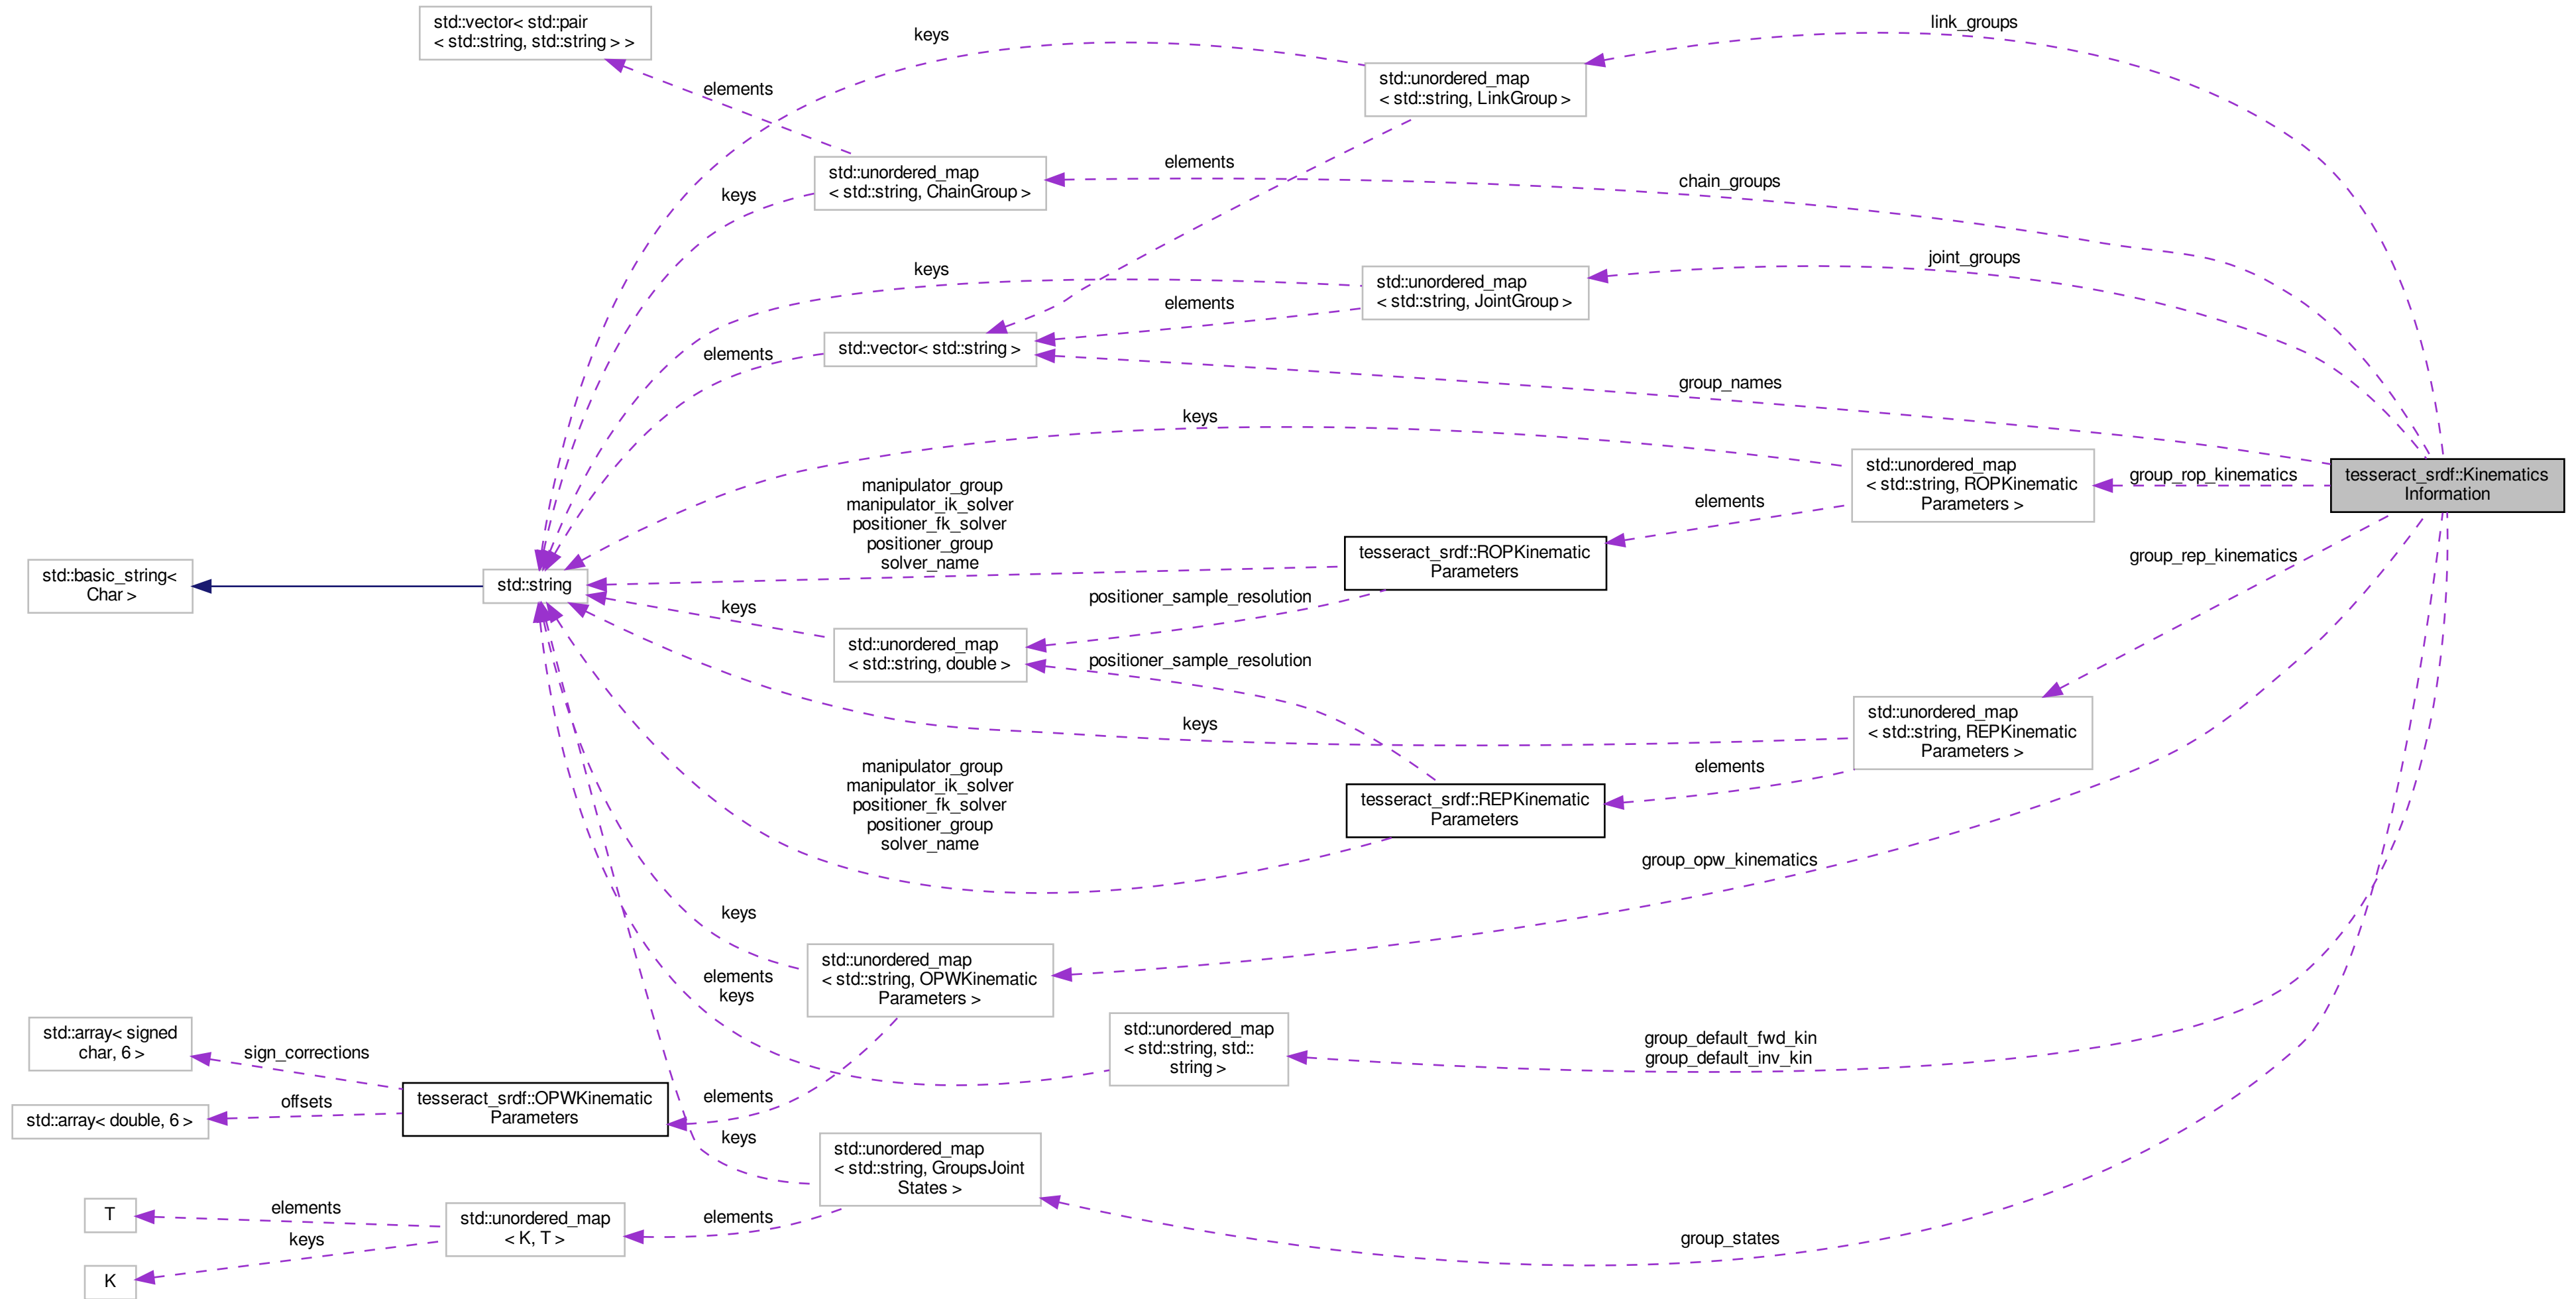 std::vector< std::pair
< std::string, std::string > >
keys
link_groups
std::unordered_map
< std::string, LinkGroup >
elements
std::unordered_map
< std::string, ChainGroup >
elements
chain_groups
keys
keys
joint_groups
std::unordered_map
< std::string, JointGroup >
elements
std::vector< std::string >
elements
group_names
keys
std::unordered_map
< std::string, ROPKinematic
Parameters >
group_rop_kinematics
tesseract_srdf::Kinematics
Information
manipulator_group
manipulator_ik_solver
positioner_fk_solver
positioner_group
solver_name
elements
tesseract_srdf::ROPKinematic
Parameters
group_rep_kinematics
std::basic_string<
Char >
std::string
keys
positioner_sample_resolution
std::unordered_map
< std::string, double >
positioner_sample_resolution
keys
std::unordered_map
< std::string, REPKinematic
Parameters >
manipulator_group
manipulator_ik_solver
positioner_fk_solver
positioner_group
solver_name
elements
tesseract_srdf::REPKinematic
Parameters
group_opw_kinematics
keys
std::unordered_map
< std::string, OPWKinematic
Parameters >
elements
keys
std::array< signed
char, 6 >
sign_corrections
std::unordered_map
< std::string, std::
string >
group_default_fwd_kin
group_default_inv_kin
tesseract_srdf::OPWKinematic
Parameters
elements
offsets
std::array< double, 6 >
keys
std::unordered_map
< std::string, GroupsJoint
States >
T
elements
std::unordered_map
< K, T >
elements
keys
group_states
K